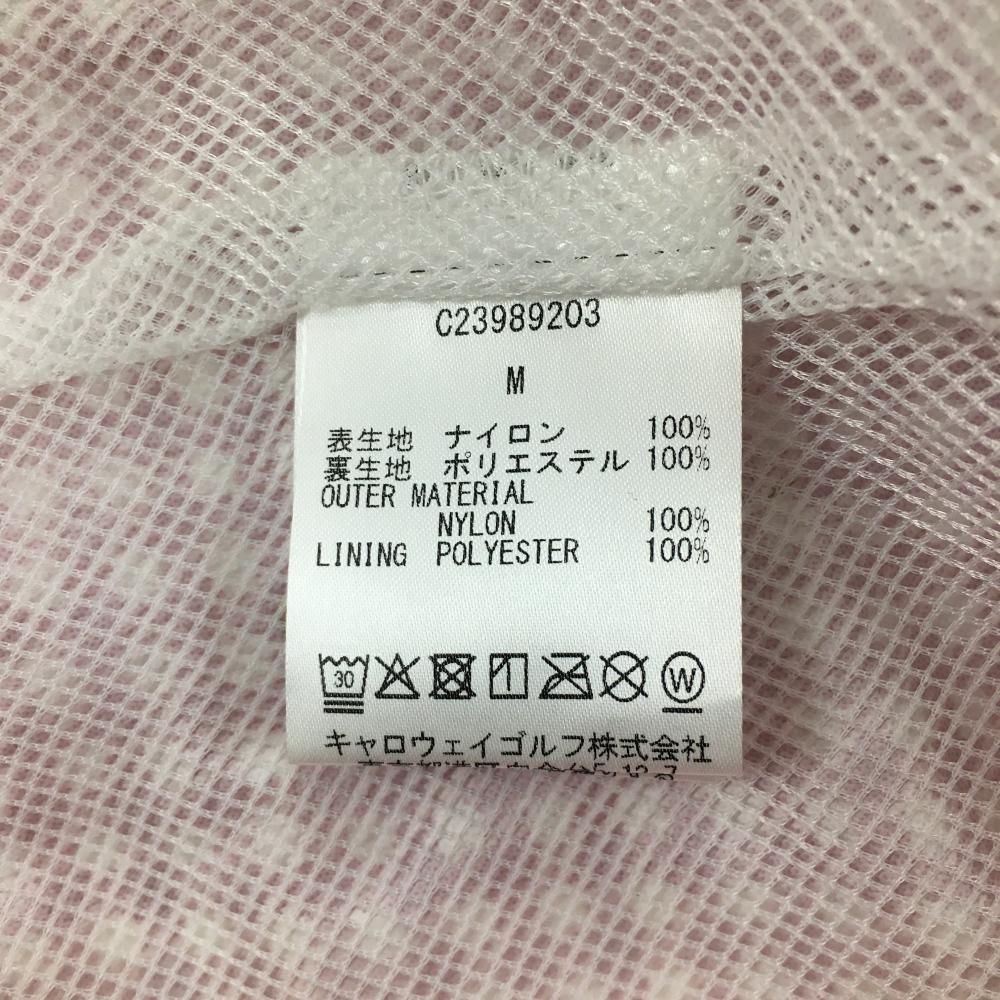 C23989203
M
表生地 ナイロン 100%
裏生地 ポリエステル 100%
OUTER MATERIAL
NYLON 100%
LINING POLYESTER 100%
30
W
キャロウェイゴルフ株式会社